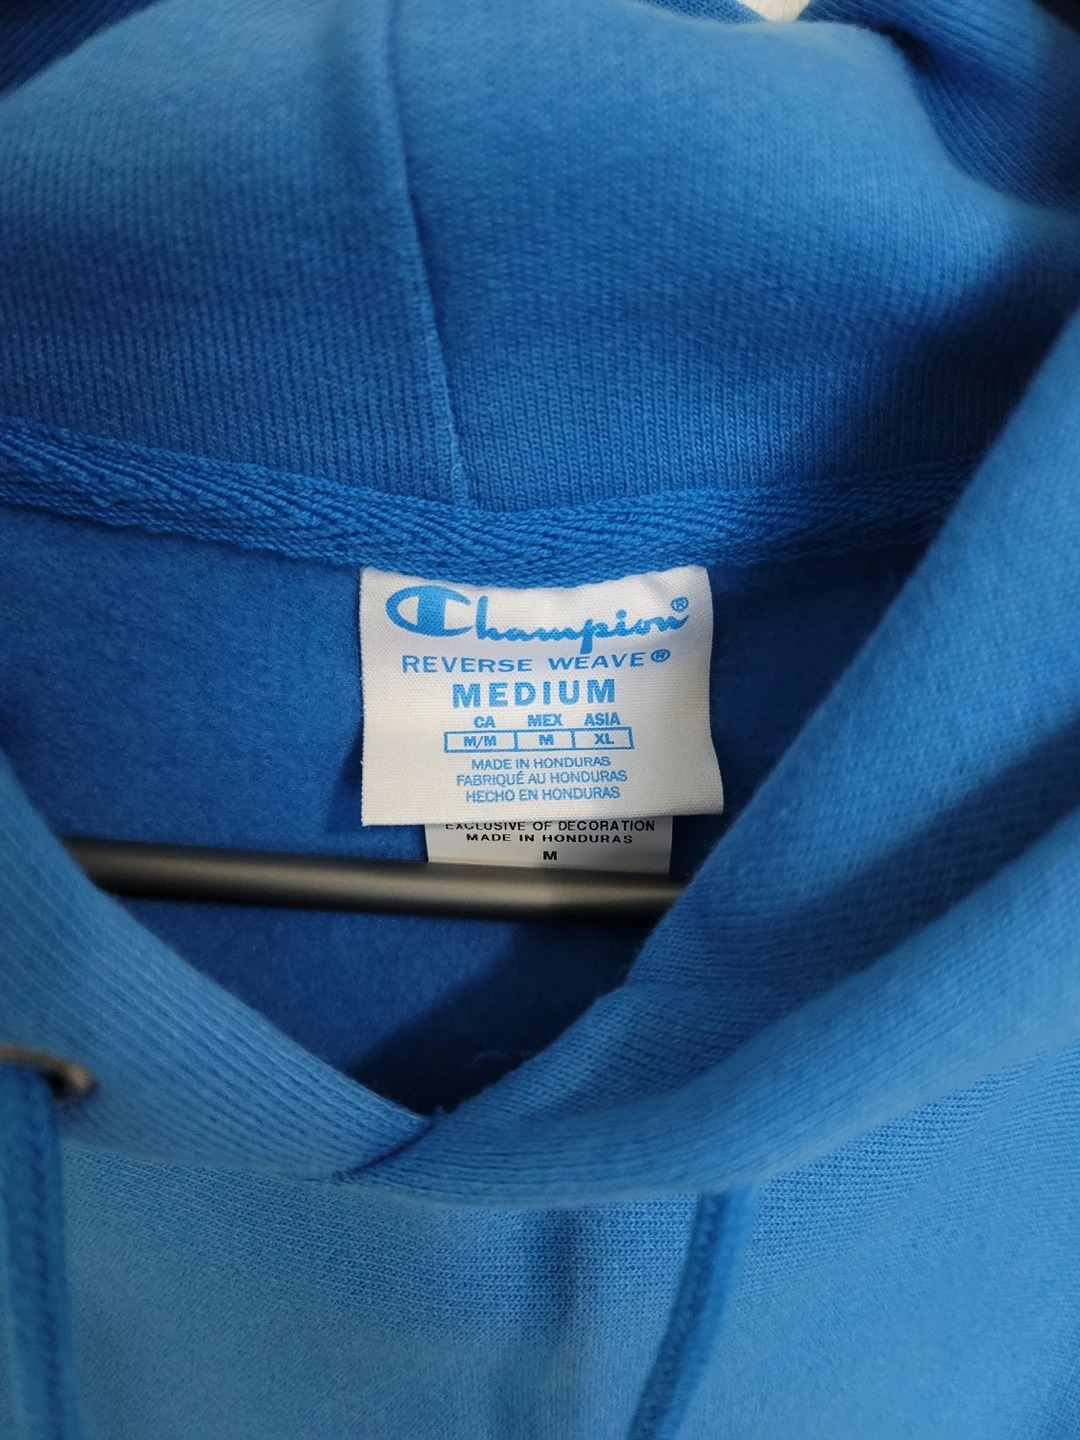 Champion®
REVERSE WEAVE®
MEDIUM
CA MEX ASIA
M/M M XL
MADE IN HONDURAS
FABRIQUÉ AU HONDURAS
HECHO EN HONDURAS
EXCLUSIVE OF DECORATION
MADE IN HONDURAS
M